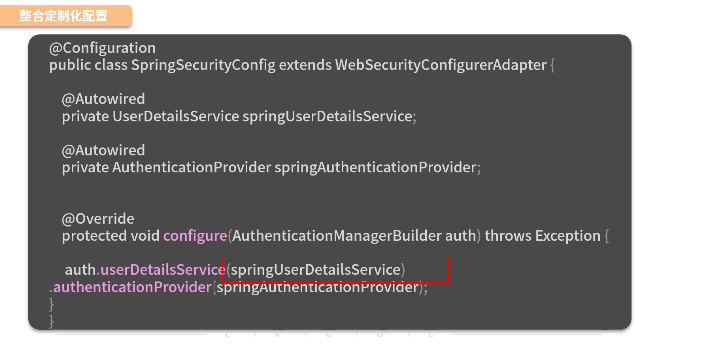 整合定制化配置
@Configuration
public class SpringSecurityConfig extends WebSecurityConfigurerAdapter {
@Autowired
private UserDetailsService springUserDetailsService;
@Autowired
private AuthenticationProvider springAuthenticationProvider;
@Override
protected void configure(AuthenticationManagerBuilder auth) throws Exception {
auth.userDetailsService(springUserDetailsService)
.authenticationProvider(springAuthenticationProvider);
}
}